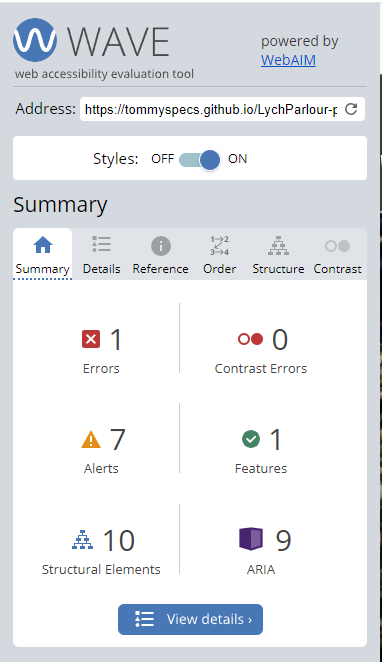 WAVE
web accessibility evaluation tool
powered by
WebAIM
Address: https://tommyspecs.github.io/LychParlour-p
Styles: OFF ON
Summary
Summary Details Reference Order Structure Contrast
1 Errors
0 Contrast Errors
7 Alerts
1 Features
10 Structural Elements
9 ARIA
View details ›